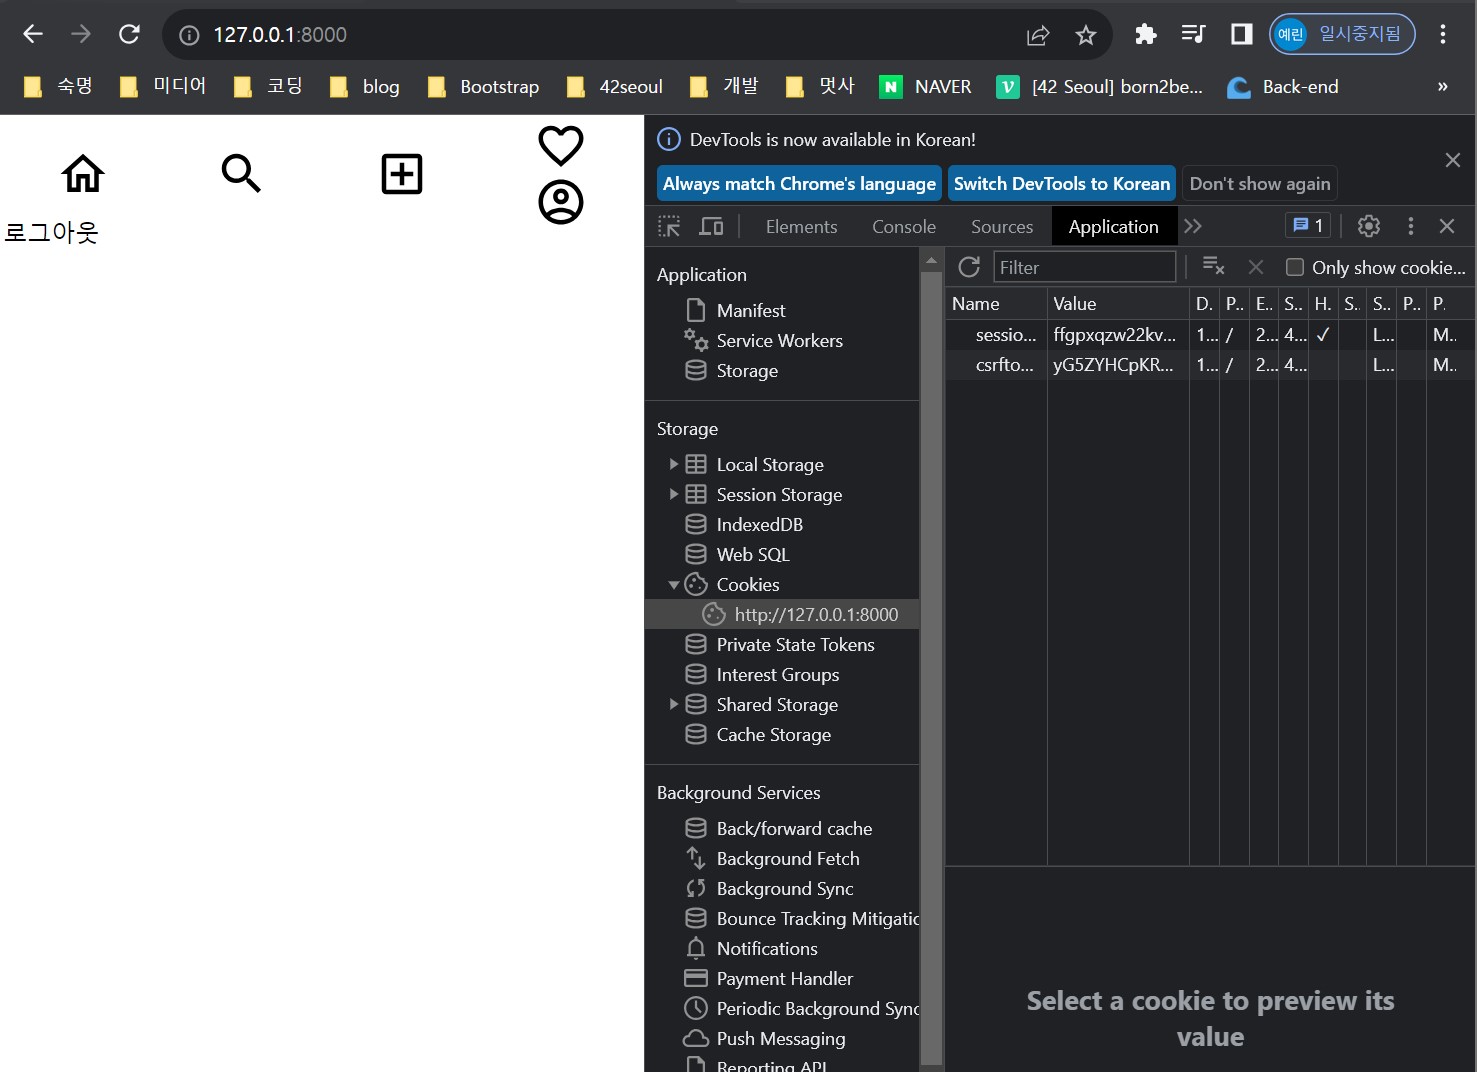 127.0.0.1:8000
예린 일시중지됨
숙명 미디어 코딩 blog Bootstrap 42seoul 개발 멋사 N NAVER V [42 Seoul] born2be... Back-end »
로그아웃
DevTools is now available in Korean!
Always match Chrome's language Switch DevTools to Korean Don't show again
Elements Console Sources Application 1
Application
Manifest
Service Workers
Storage
Storage
Local Storage
Session Storage
IndexedDB
Web SQL
Cookies
http://127.0.0.1:8000
Private State Tokens
Interest Groups
Shared Storage
Cache Storage
Background Services
Back/forward cache
Background Fetch
Background Sync
Bounce Tracking Mitigatic
Notifications
Payment Handler
Periodic Background Sync
Push Messaging
Reporting API
Filter Only show cookie...
Name Value D. P.. E.. S.. H. S.. S.. P.. P.
sessio... ffgpxqzw22kv... 1... / 2... 4... ✓ L... M..
csrfto... yG5ZYHCpKR... 1... / 2... 4... L... M..
Select a cookie to preview its
value